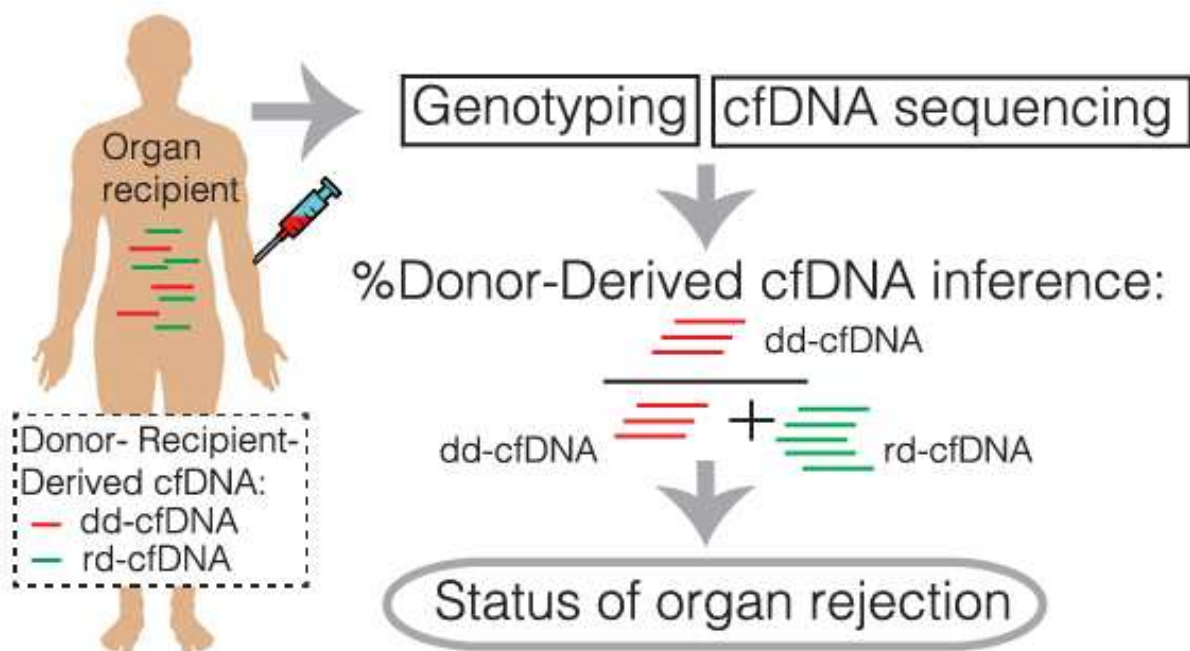 Organ
recipient
Genotyping
cfDNA sequencing
%Donor-Derived cfDNA inference:
dd-cfDNA
dd-cfDNA
+
rd-cfDNA
Donor- Recipient-
Derived cfDNA:
dd-cfDNA
rd-cfDNA
Status of organ rejection